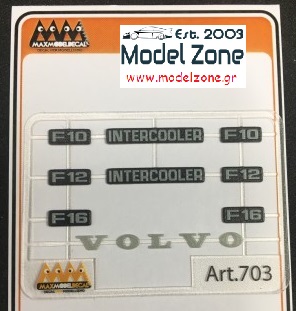 MAXMODELDECAL
Est. 2003
Model Zone
www.modelzone.gr
F10 INTERCOOLER F10
F12 INTERCOOLER F12
F16 F16
VOLVO
MAXMODELDECAL
Art.703